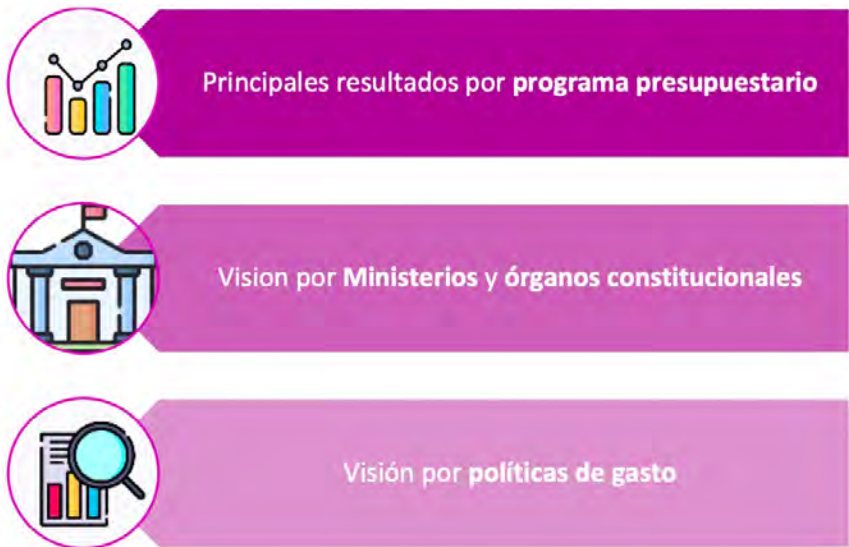 Principales resultados por programa presupuestario
Vision por Ministerios y órganos constitucionales
Visión por políticas de gasto